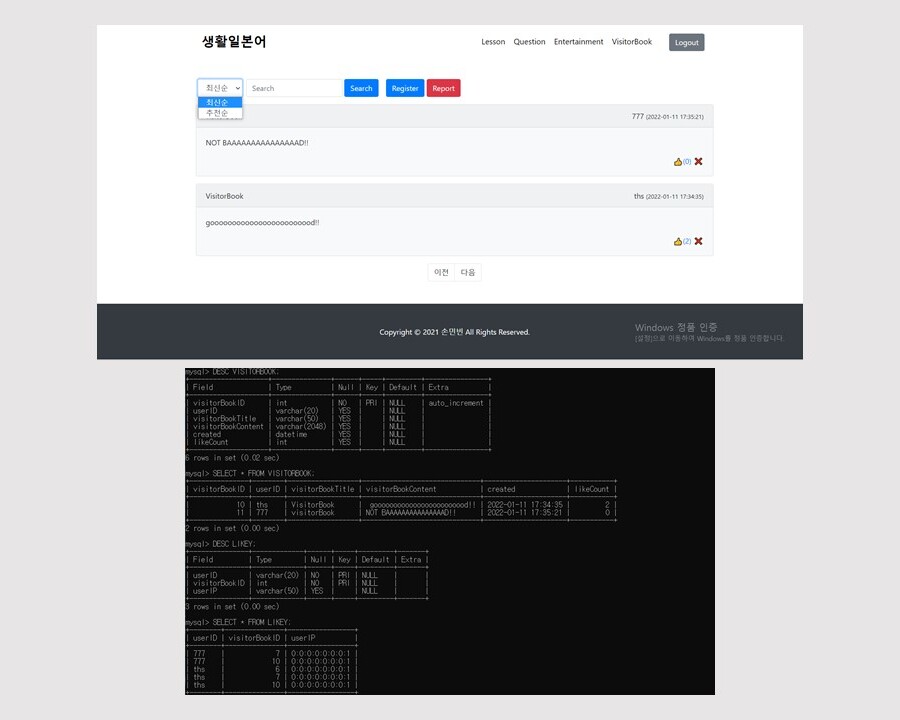 생활일본어
Lesson Question Entertainment VisitorBook Logout
최신순 Search Search Register Report
최신순
추천순
777 (2022-01-11 17:35:21)
NOT BAAAAAAAAAAAAAAAD!!
(0)
VisitorBook ths (2022-01-11 17:34:35)
gooooooooooooooooooooood!!
(2)
이전 다음
Copyright © 2021 손민빈 All Rights Reserved.
Windows 정품 인증
[설정]으로 이동하여 Windows를 정품 인증합니다.
mysql> DESC VISITORBOOK;
| Field | Type | Null | Key | Default | Extra |
| visitorBookID | int | NO | PRI | NULL | auto_increment |
| userID | varchar(20) | YES | | NULL | |
| visitorBookTitle | varchar(50) | YES | | NULL | |
| visitorBookContent | varchar(2048) | YES | | NULL | |
| created | datetime | YES | | NULL | |
| likeCount | int | YES | | NULL | |
6 rows in set (0.02 sec)
mysql> SELECT * FROM VISITORBOOK;
| visitorBookID | userID | visitorBookTitle | visitorBookContent | created | likeCount |
| 10 | ths | VisitorBook | gooooooooooooooooooooood!! | 2022-01-11 17:34:35 | 2 |
| 11 | 777 | visitorBook | NOT BAAAAAAAAAAAAAAAD!! | 2022-01-11 17:35:21 | 0 |
2 rows in set (0.00 sec)
mysql> DESC LIKEY;
| Field | Type | Null | Key | Default | Extra |
| userID | varchar(20) | NO | PRI | NULL | |
| visitorBookID | int | NO | PRI | NULL | |
| userIP | varchar(50) | YES | | NULL | |
3 rows in set (0.00 sec)
mysql> SELECT * FROM LIKEY;
| userID | visitorBookID | userIP |
| 777 | 7 | 0:0:0:0:0:0:0:1 |
| 777 | 10 | 0:0:0:0:0:0:0:1 |
| ths | 6 | 0:0:0:0:0:0:0:1 |
| ths | 7 | 0:0:0:0:0:0:0:1 |
| ths | 10 | 0:0:0:0:0:0:0:1 |